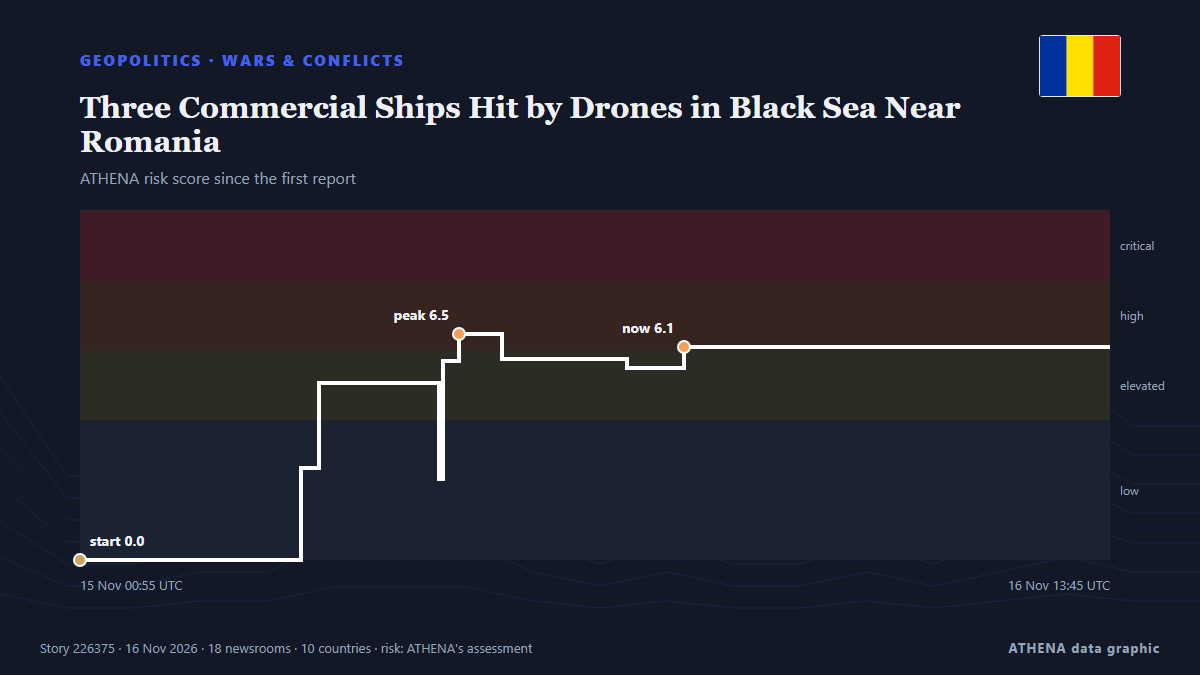 GEOPOLITICS · WARS & CONFLICTS
Three Commercial Ships Hit by Drones in Black Sea Near
Romania
ATHENA risk score since the first report
critical
peak 6.5
high
now 6.1
elevated
low
start 0.0
15 Nov 00:55 UTC
16 Nov 13:45 UTC
Story 226375 · 16 Nov 2026 · 18 newsrooms · 10 countries · risk: ATHENA's assessment
ATHENA data graphic